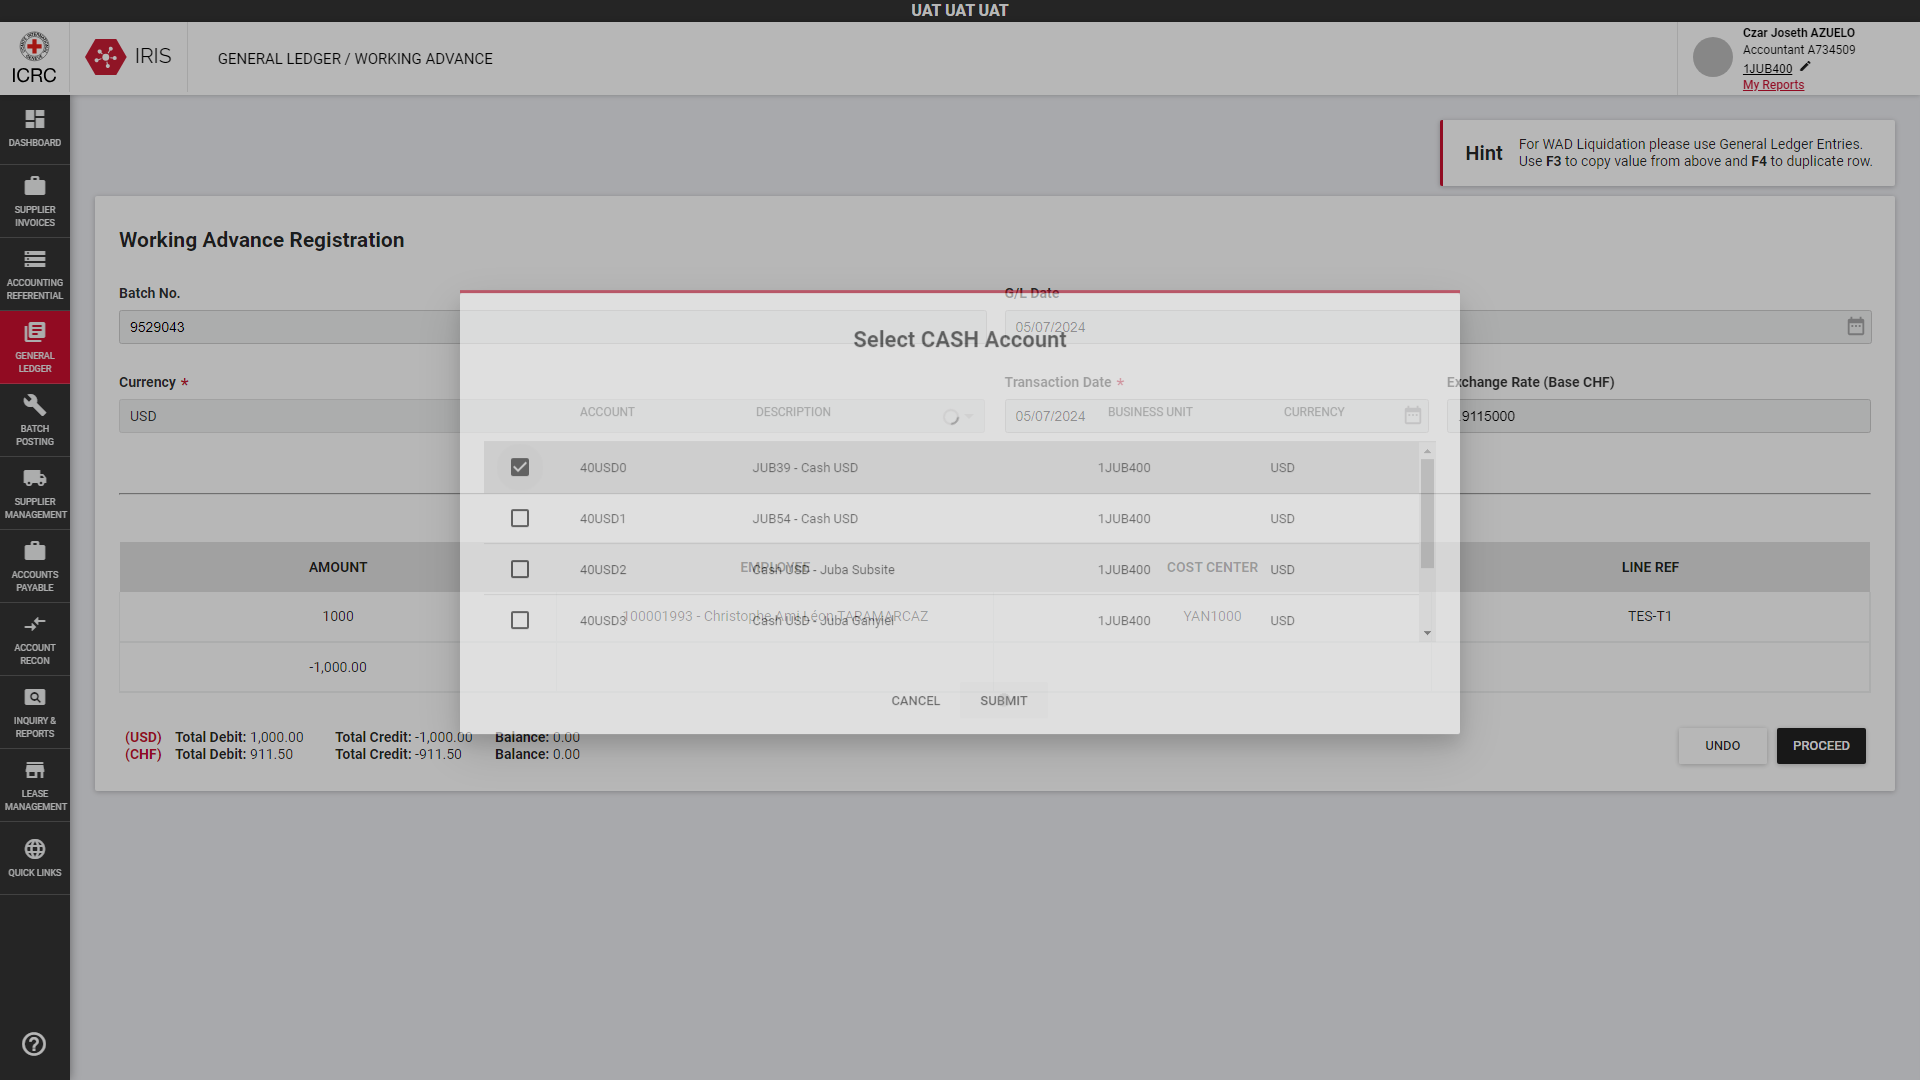 UAT UAT UAT
ICRC
IRIS
GENERAL LEDGER / WORKING ADVANCE
Czar Joseth AZUELO
Accountant A734509
1JUB400
My Reports
DASHBOARD
SUPPLIER
INVOICES
ACCOUNTING
REFERENTIAL
GENERAL
LEDGER
BATCH
POSTING
SUPPLIER
MANAGEMENT
ACCOUNTS
PAYABLE
ACCOUNT
RECON
INQUIRY &
REPORTS
LEASE
MANAGEMENT
QUICK LINKS
Hint
For WAD Liquidation please use General Ledger Entries.
Use F3 to copy value from above and F4 to duplicate row.
Working Advance Registration
Batch No.
G/L Date
9529043
05/07/2024
Currency *
Transaction Date *
Exchange Rate (Base CHF)
USD
05/07/2024
.9115000
AMOUNT
EMPLOYEE
COST CENTER
LINE REF
1000
100001993 - Christophe Ami Léon TARAMARCAZ
YAN1000
TES-T1
-1,000.00
(USD) Total Debit: 1,000.00 Total Credit: -1,000.00 Balance: 0.00
(CHF) Total Debit: 911.50 Total Credit: -911.50 Balance: 0.00
UNDO
PROCEED
Select CASH Account
ACCOUNT DESCRIPTION BUSINESS UNIT CURRENCY
40USD0 JUB39 - Cash USD 1JUB400 USD
40USD1 JUB54 - Cash USD 1JUB400 USD
40USD2 Cash USD - Juba Subsite 1JUB400 USD
40USD3 Cash USD - Juba Ganyiel 1JUB400 USD
CANCEL
SUBMIT